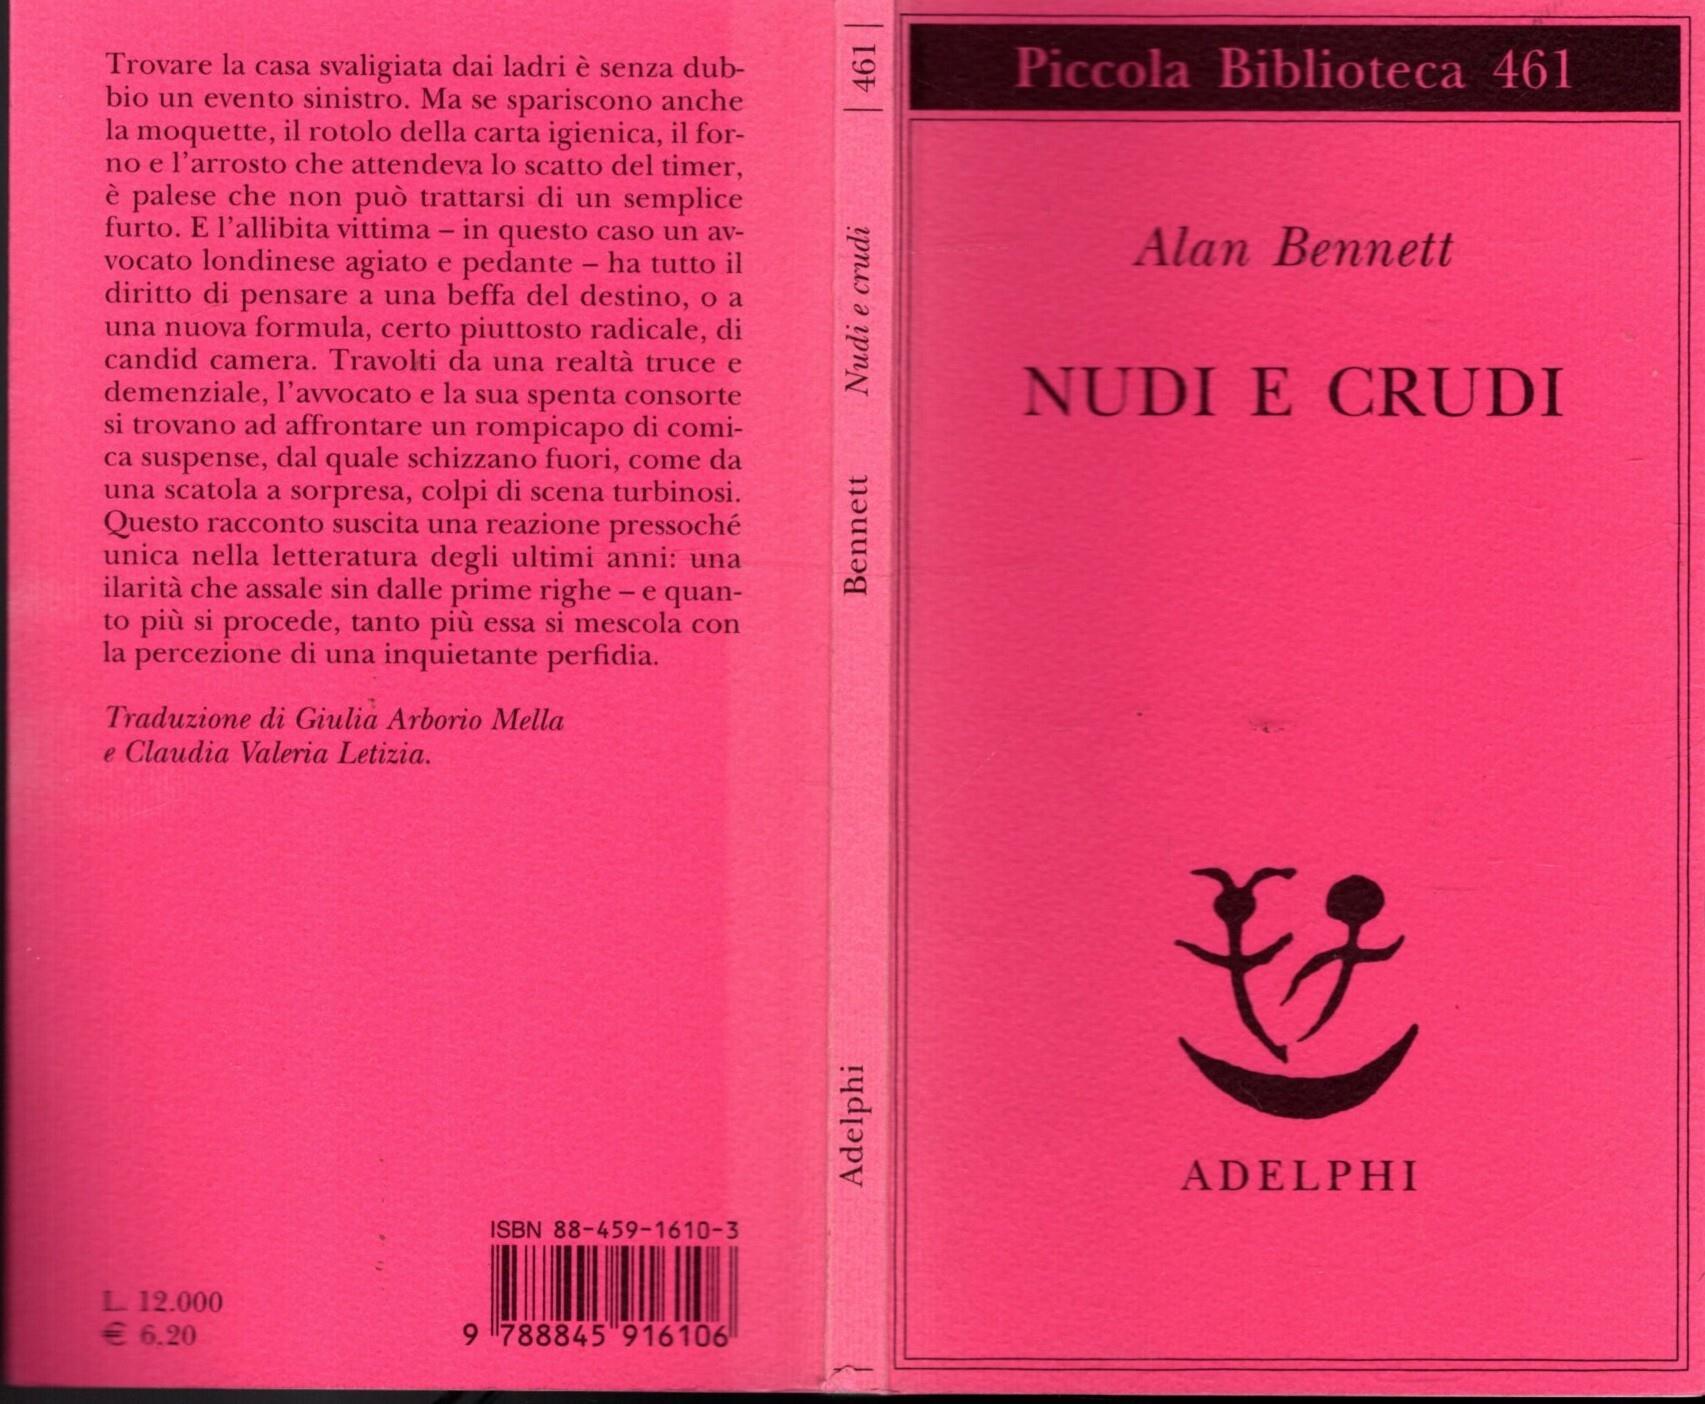 Trovare la casa svaligiata dai ladri è senza dub-
bio un evento sinistro. Ma se spariscono anche
la moquette, il rotolo della carta igienica, il for-
no e l'arrosto che attendeva lo scatto del timer,
è palese che non può trattarsi di un semplice
furto. E l'allibita vittima – in questo caso un av-
vocato londinese agiato e pedante – ha tutto il
diritto di pensare a una beffa del destino, o a
una nuova formula, certo piuttosto radicale, di
candid camera. Travolti da una realtà truce e
demenziale, l'avvocato e la sua spenta consorte
si trovano ad affrontare un rompicapo di comi-
ca suspense, dal quale schizzano fuori, come da
una scatola a sorpresa, colpi di scena turbinosi.
Questo racconto suscita una reazione pressoché
unica nella letteratura degli ultimi anni: una
ilarità che assale sin dalle prime righe – e quan-
to più si procede, tanto più essa si mescola con
la percezione di una inquietante perfidia.
Traduzione di Giulia Arborio Mella
e Claudia Valeria Letizia.
L. 12.000
€ 6.20
ISBN 88-459-1610-3
9 788845 916106
461
Nudi e crudi
Bennett
Adelphi
Piccola Biblioteca 461
Alan Bennett
NUDI E CRUDI
ADELPHI